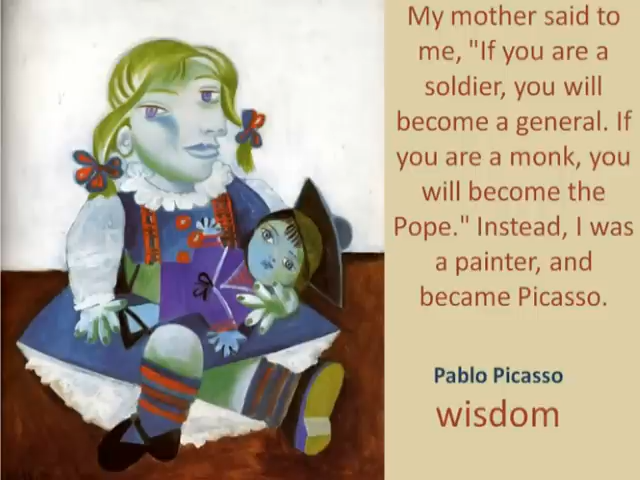 My mother said to
me, "If you are a
soldier, you will
become a general. If
you are a monk, you
will become the
Pope." Instead, I was
a painter, and
became Picasso.
Pablo Picasso
wisdom